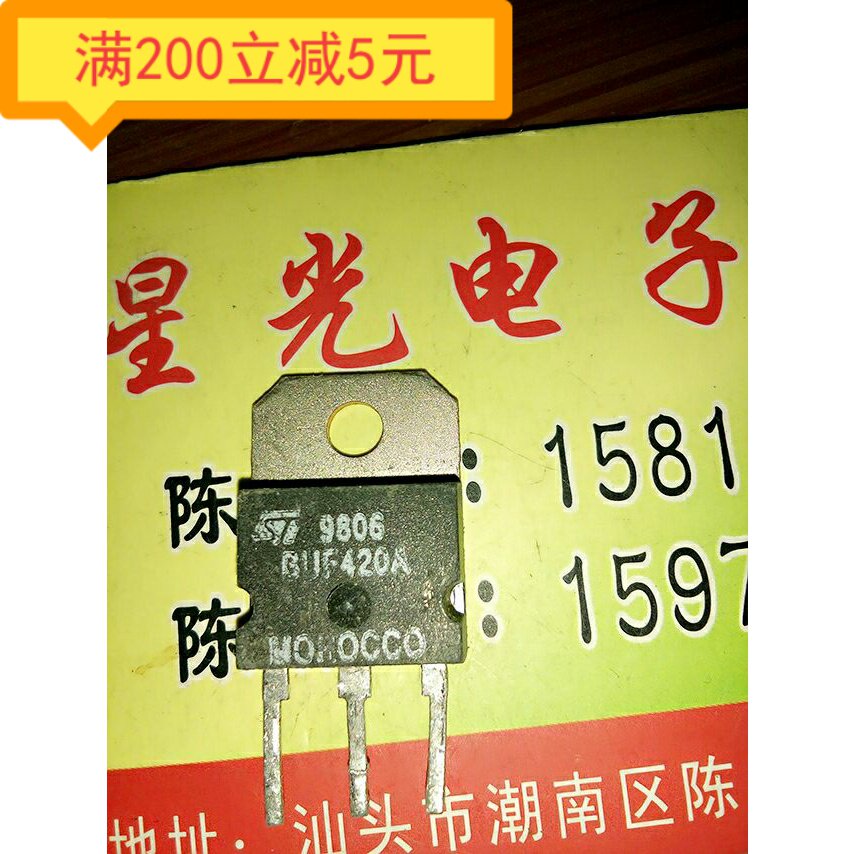 满200立减5元
星光电子
陈 : 1581
陈 : 1597
ST 9806
BUF420A
MOROCCO
地址: 汕头市潮南区陈